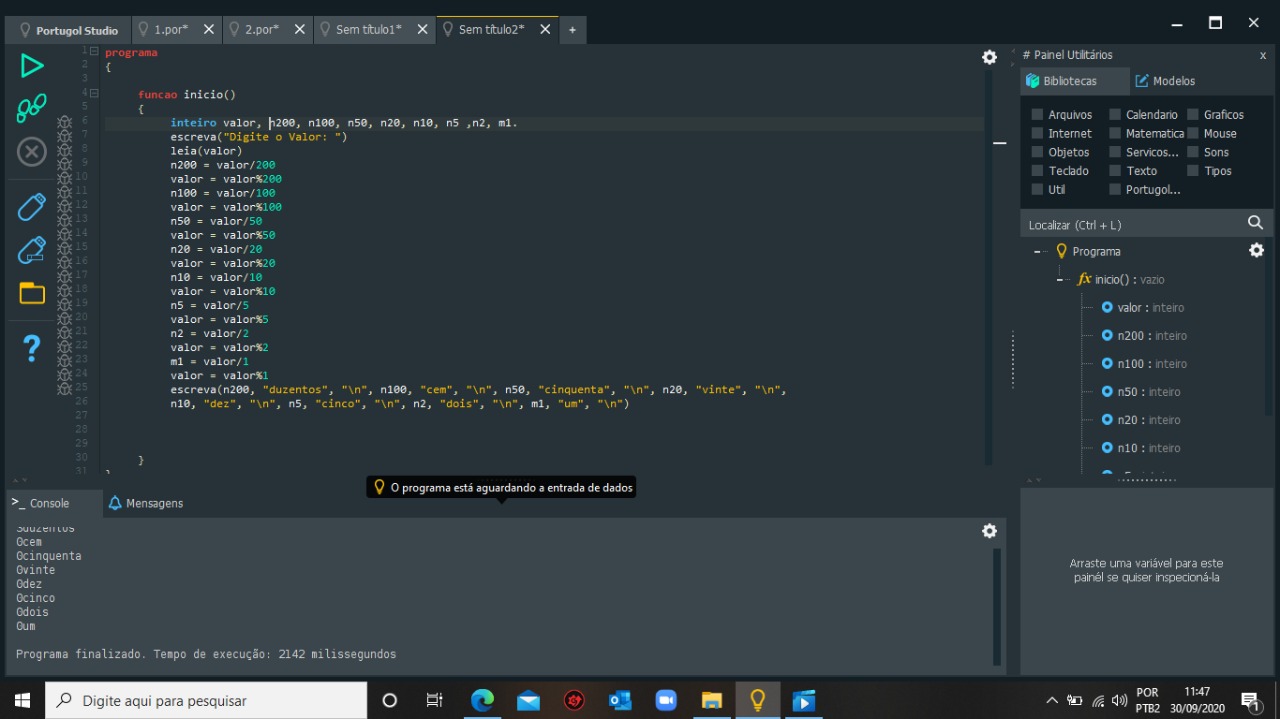 Portugol Studio
1.por*
2.por*
Sem título1*
Sem título2*
+
1 programa
2 {
3
4 funcao inicio()
5 {
6 inteiro valor, n200, n100, n50, n20, n10, n5 ,n2, m1.
7 escreva("Digite o Valor: ")
8 leia(valor)
9 n200 = valor/200
10 valor = valor%200
11 n100 = valor/100
12 valor = valor%100
13 n50 = valor/50
14 valor = valor%50
15 n20 = valor/20
16 valor = valor%20
17 n10 = valor/10
18 valor = valor%10
19 n5 = valor/5
20 valor = valor%5
21 n2 = valor/2
22 valor = valor%2
23 m1 = valor/1
24 valor = valor%1
25 escreva(n200, "duzentos", "\n", n100, "cem", "\n", n50, "cinquenta", "\n", n20, "vinte", "\n",
26 n10, "dez", "\n", n5, "cinco", "\n", n2, "dois", "\n", m1, "um", "\n")
27
28
29
30 }
31
# Painel Utilitários x
Bibliotecas
Modelos
Arquivos Calendario Graficos
Internet Matematica Mouse
Objetos Servicos... Sons
Teclado Texto Tipos
Util Portugol...
Localizar (Ctrl + L)
Programa
fx inicio() : vazio
valor : inteiro
n200 : inteiro
n100 : inteiro
n50 : inteiro
n20 : inteiro
n10 : inteiro
Arraste uma variável para este
painél se quiser inspecioná-la
O programa está aguardando a entrada de dados
>_ Console
Mensagens
3duzentos
0cem
0cinquenta
0vinte
0dez
0cinco
0dois
0um
Programa finalizado. Tempo de execução: 2142 milissegundos
Digite aqui para pesquisar
POR
PTB2
11:47
30/09/2020
1